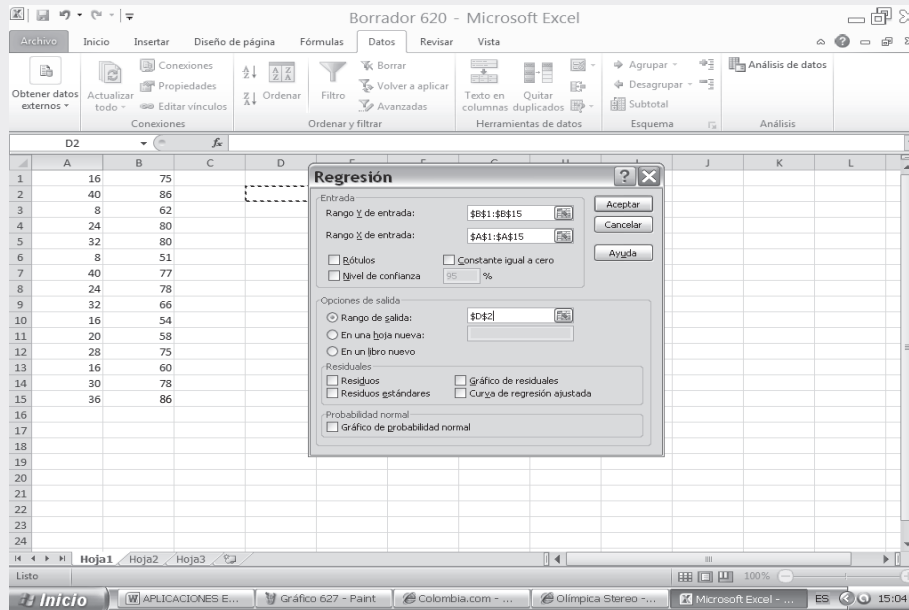 Borrador 620 - Microsoft Excel
Archivo Inicio Insertar Diseño de página Fórmulas Datos Revisar Vista
Obtener datos externos
Actualizar todo
Conexiones
Propiedades
Editar vínculos
Conexiones
Ordenar
Filtro
Borrar
Volver a aplicar
Avanzadas
Ordenar y filtrar
Texto en columnas
Quitar duplicados
Herramientas de datos
Agrupar
Desagrupar
Subtotal
Esquema
Análisis de datos
Análisis
D2 fx
A B C D J K L
1 16 75
2 40 86
3 8 62
4 24 80
5 32 80
6 8 51
7 40 77
8 24 78
9 32 66
10 16 54
11 20 58
12 28 75
13 16 60
14 30 78
15 36 86
16
17
18
19
20
21
22
23
24
Regresión
Entrada
Rango Y de entrada: $B$1:$B$15
Rango X de entrada: $A$1:$A$15
Rótulos Constante igual a cero
Nivel de confianza 95 %
Aceptar
Cancelar
Ayuda
Opciones de salida
Rango de salida: $D$2
En una hoja nueva:
En un libro nuevo
Residuales
Residuos Gráfico de residuales
Residuos estándares Curva de regresión ajustada
Probabilidad normal
Gráfico de probabilidad normal
Hoja1 Hoja2 Hoja3
Listo 100%
Inicio APLICACIONES E... Gráfico 627 - Paint Colombia.com - ... Olímpica Stereo -... Microsoft Excel - ... ES 15:04